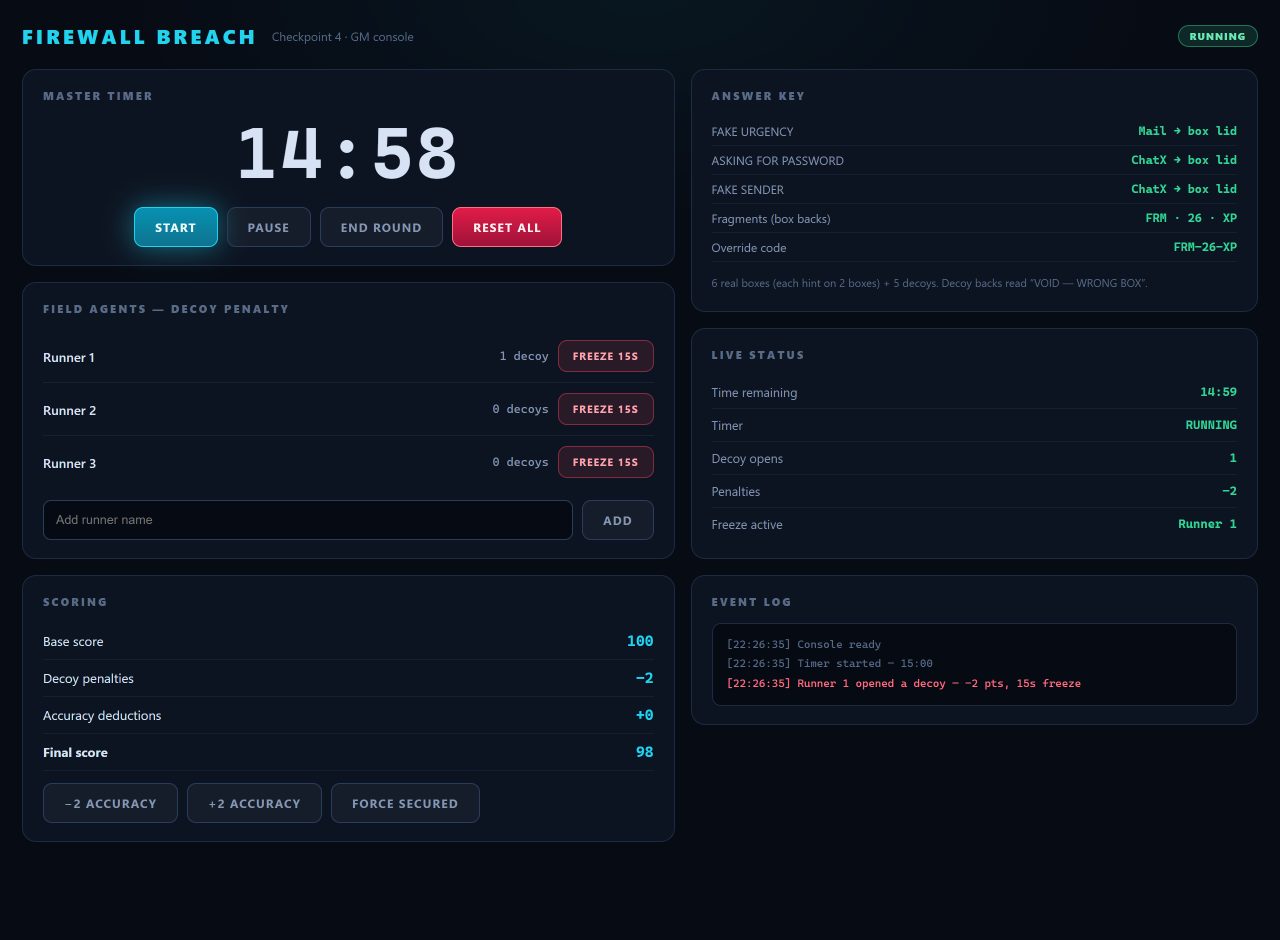 FIREWALL BREACH
Checkpoint 4 · GM console
RUNNING
MASTER TIMER
14:58
START
PAUSE
END ROUND
RESET ALL
FIELD AGENTS — DECOY PENALTY
Runner 1
1 decoy
FREEZE 15S
Runner 2
0 decoys
FREEZE 15S
Runner 3
0 decoys
FREEZE 15S
Add runner name
ADD
SCORING
Base score
100
Decoy penalties
−2
Accuracy deductions
+0
Final score
98
−2 ACCURACY
+2 ACCURACY
FORCE SECURED
ANSWER KEY
FAKE URGENCY
Mail → box lid
ASKING FOR PASSWORD
ChatX → box lid
FAKE SENDER
ChatX → box lid
Fragments (box backs)
FRM · 26 · XP
Override code
FRM−26−XP
6 real boxes (each hint on 2 boxes) + 5 decoys. Decoy backs read “VOID — WRONG BOX”.
LIVE STATUS
Time remaining
14:59
Timer
RUNNING
Decoy opens
1
Penalties
−2
Freeze active
Runner 1
EVENT LOG
[22:26:35] Console ready
[22:26:35] Timer started — 15:00
[22:26:35] Runner 1 opened a decoy — −2 pts, 15s freeze